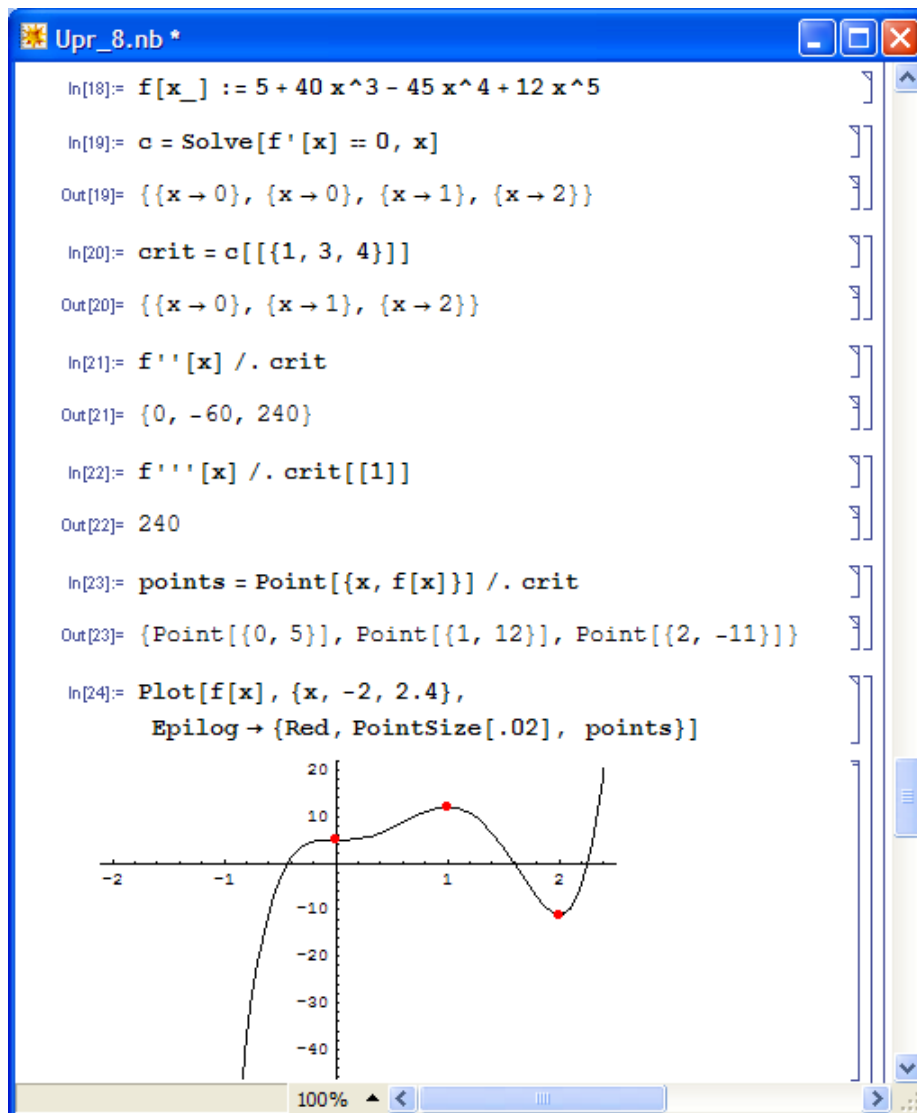 Upr_8.nb *
In[18]:= f[x_] := 5 + 40 x^3 - 45 x^4 + 12 x^5
In[19]:= c = Solve[f'[x] == 0, x]
Out[19]= {{x → 0}, {x → 0}, {x → 1}, {x → 2}}
In[20]:= crit = c[[{1, 3, 4}]]
Out[20]= {{x → 0}, {x → 1}, {x → 2}}
In[21]:= f''[x] /. crit
Out[21]= {0, -60, 240}
In[22]:= f'''[x] /. crit[[1]]
Out[22]= 240
In[23]:= points = Point[{x, f[x]}] /. crit
Out[23]= {Point[{0, 5}], Point[{1, 12}], Point[{2, -11}]}
In[24]:= Plot[f[x], {x, -2, 2.4},
Epilog → {Red, PointSize[.02], points}]
20
10
-2 -1 1 2
-10
-20
-30
-40
100%